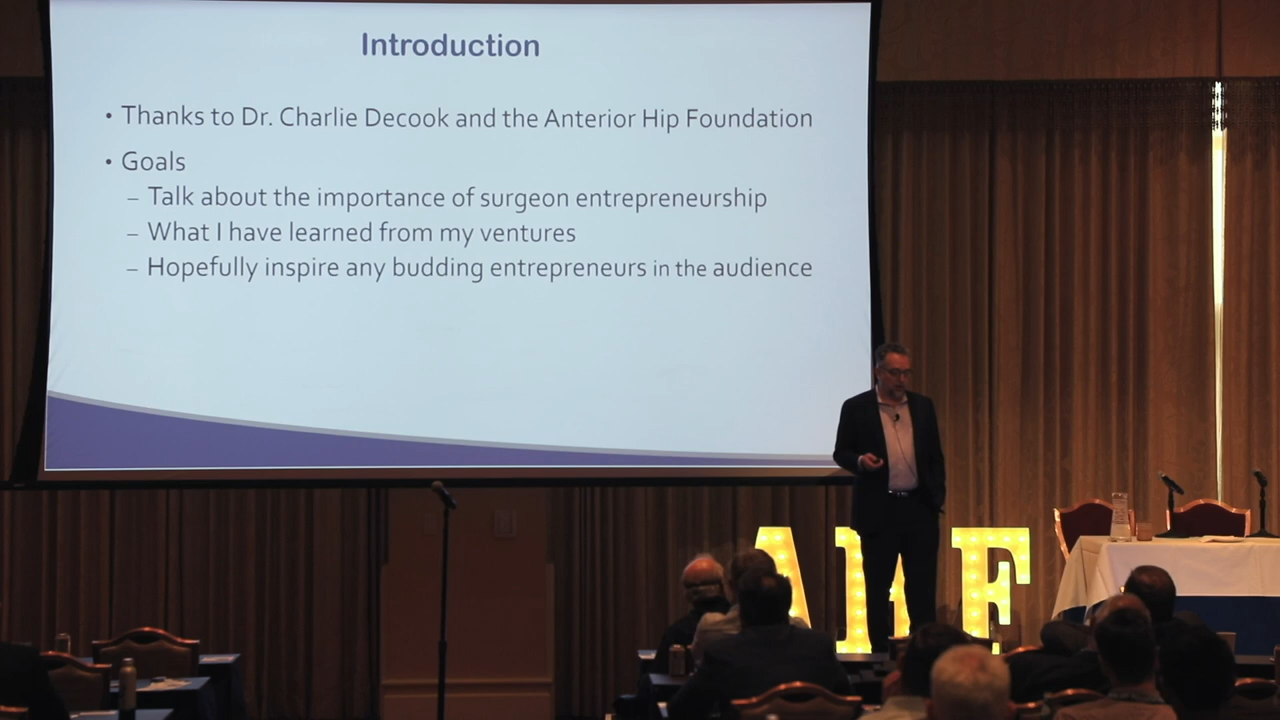 Introduction
• Thanks to Dr. Charlie Decook and the Anterior Hip Foundation
• Goals
– Talk about the importance of surgeon entrepreneurship
– What I have learned from my ventures
– Hopefully inspire any budding entrepreneurs in the audience
AHF